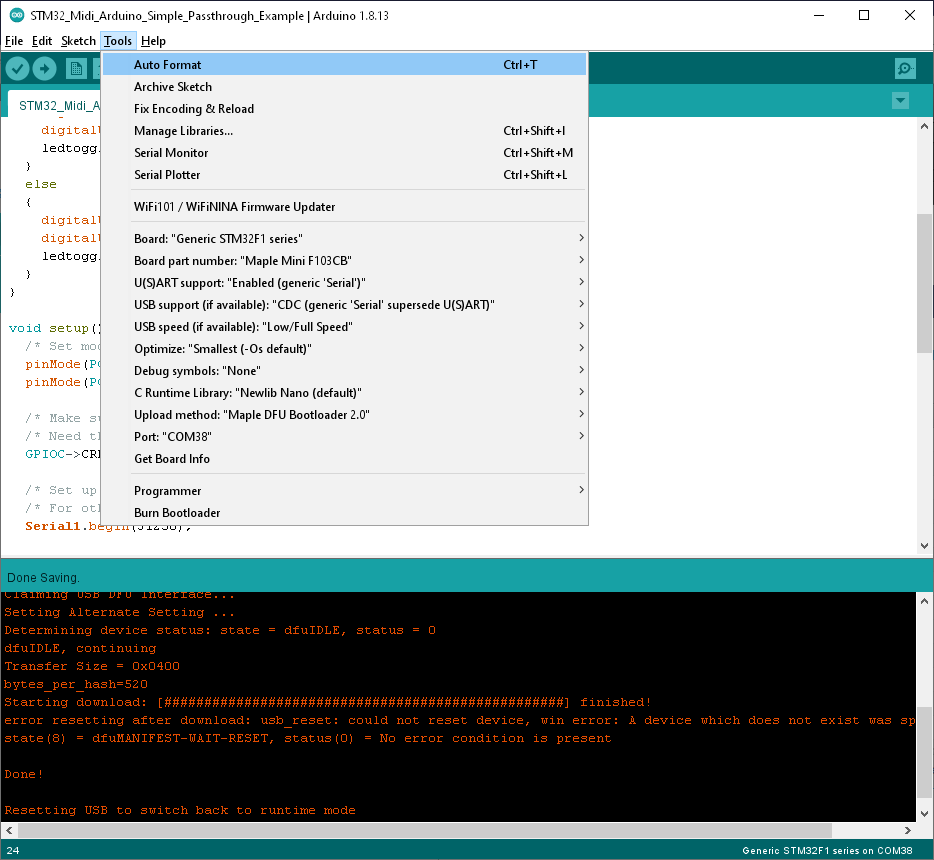 STM32_Midi_Arduino_Simple_Passthrough_Example | Arduino 1.8.13
File Edit Sketch Tools Help
Auto Format Ctrl+T
Archive Sketch
Fix Encoding & Reload
Manage Libraries... Ctrl+Shift+I
Serial Monitor Ctrl+Shift+M
Serial Plotter Ctrl+Shift+L
WiFi101 / WiFiNINA Firmware Updater
Board: "Generic STM32F1 series"
Board part number: "Maple Mini F103CB"
U(S)ART support: "Enabled (generic 'Serial')"
USB support (if available): "CDC (generic 'Serial' supersede U(S)ART)"
USB speed (if available): "Low/Full Speed"
Optimize: "Smallest (-Os default)"
Debug symbols: "None"
C Runtime Library: "Newlib Nano (default)"
Upload method: "Maple DFU Bootloader 2.0"
Port: "COM38"
Get Board Info
Programmer
Burn Bootloader
STM32_Midi_A
digital
ledtogg
}
else
{
digital
digital
ledtogg
}
}
void setup()
/* Set mo
pinMode(P
pinMode(P
/* Make s
/* Need t
GPIOC->CR
/* Set up
/* For ot
Serial1.begin(31250);
Done Saving.
Claiming USB DFU Interface...
Setting Alternate Setting ...
Determining device status: state = dfuIDLE, status = 0
dfuIDLE, continuing
Transfer Size = 0x0400
bytes_per_hash=520
Starting download: [##################################################] finished!
error resetting after download: usb_reset: could not reset device, win error: A device which does not exist was sp
state(8) = dfuMANIFEST-WAIT-RESET, status(0) = No error condition is present
Done!
Resetting USB to switch back to runtime mode
24 Generic STM32F1 series on COM38